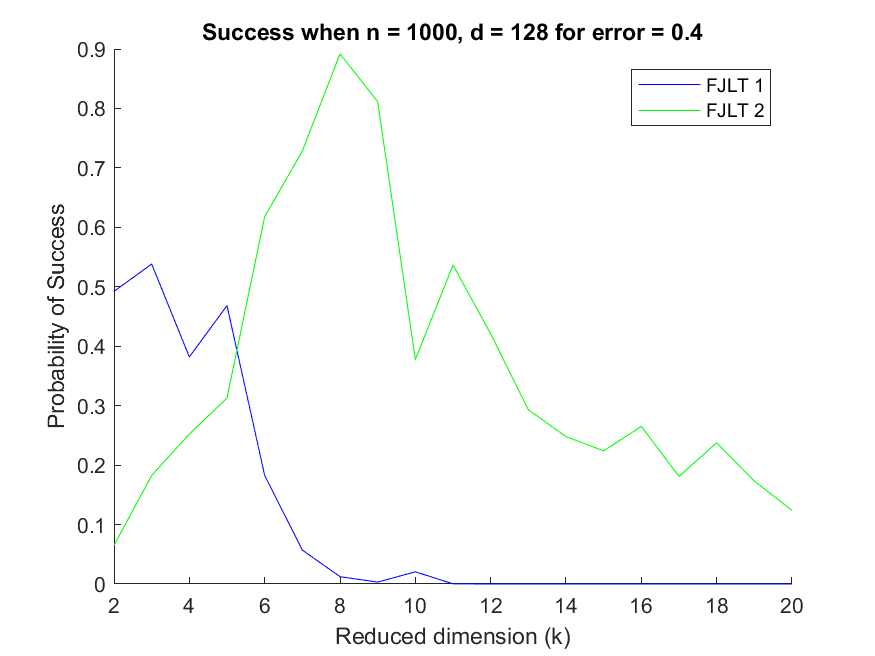 Success when n = 1000, d = 128 for error = 0.4
FJLT 1
FJLT 2
Probability of Success
0.9
0.8
0.7
0.6
0.5
0.4
0.3
0.2
0.1
0
2 4 6 8 10 12 14 16 18 20
Reduced dimension (k)